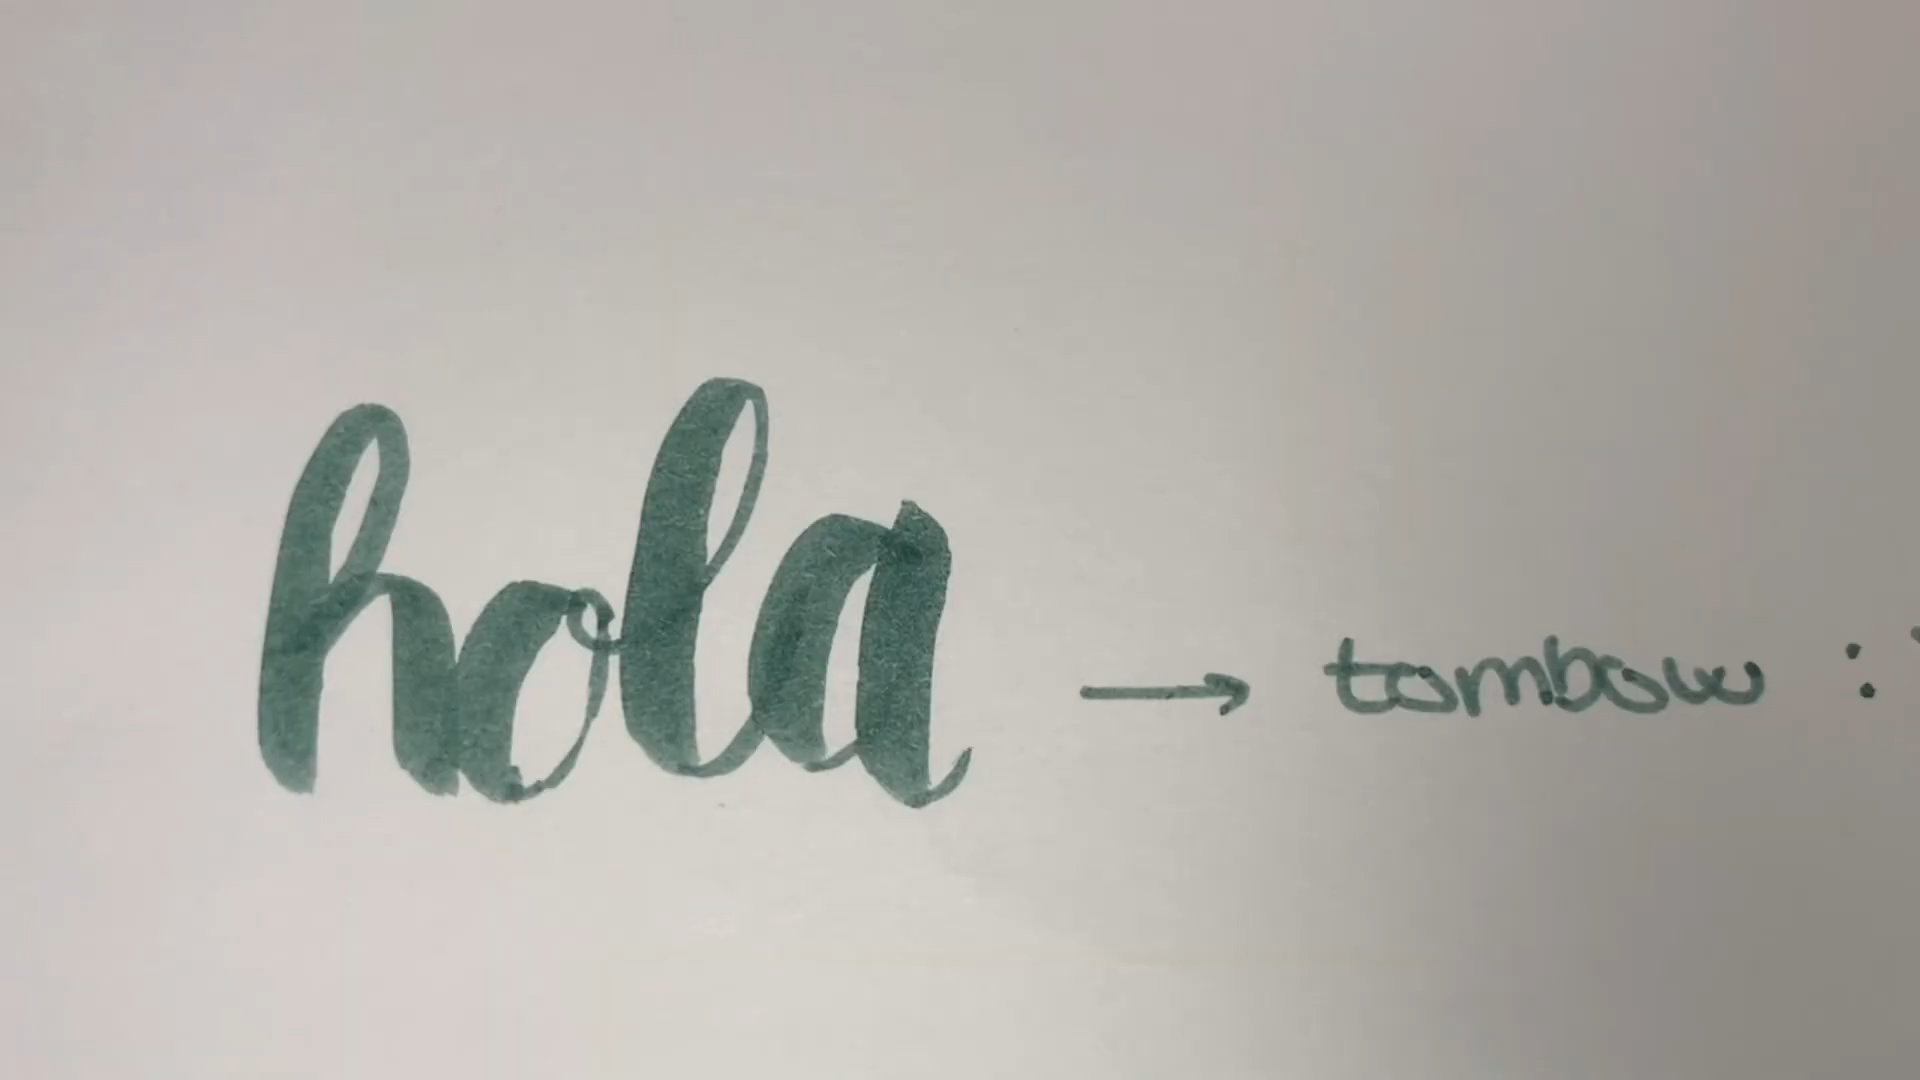 hola → tombow :